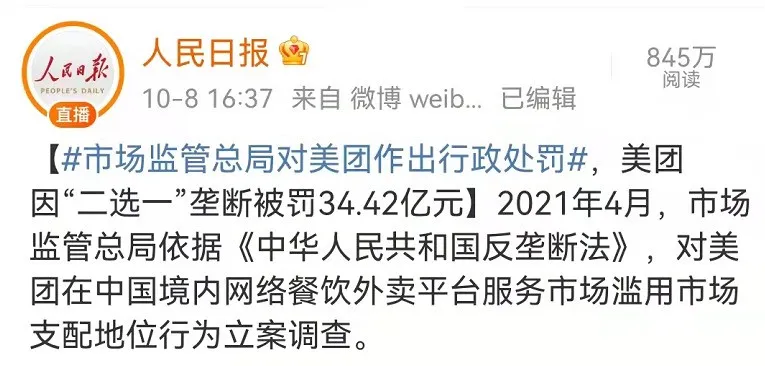 人民日报
845万
阅读
人民日报
PEOPLE'S DAILY
直播
10-8 16:37 来自 微博 weib... 已编辑
【#市场监管总局对美团作出行政处罚#，美团
因“二选一”垄断被罚34.42亿元】2021年4月，市场
监管总局依据《中华人民共和国反垄断法》，对美
团在中国境内网络餐饮外卖平台服务市场滥用市场
支配地位行为立案调查。